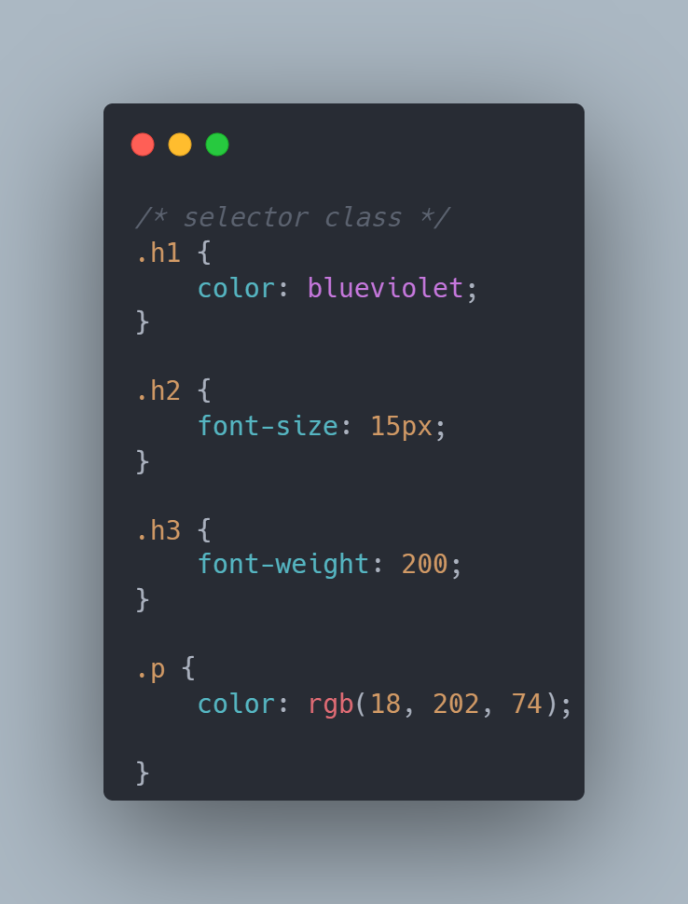 /* selector class */
.h1 {
    color: blueviolet;
}
.h2 {
    font-size: 15px;
}
.h3 {
    font-weight: 200;
}
.p {
    color: rgb(18, 202, 74);
}